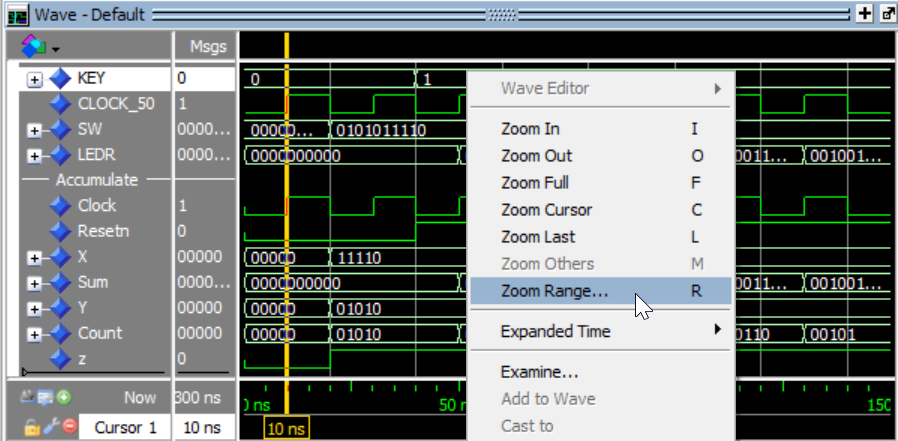 Wave - Default
Msgs
KEY 0 0 1
CLOCK_50 1
SW 0000... 00000... 0101011110
LEDR 0000... 0000000000 0011... 001001...
Accumulate
Clock 1
Resetn 0
X 00000 00000 11110
Sum 0000... 0000000000 0011... 001001...
Y 00000 00000 01010
Count 00000 00000 01010 0110 00101
z 0
Now 300 ns ns 50 150
Cursor 1 10 ns 10 ns
Wave Editor
Zoom In I
Zoom Out O
Zoom Full F
Zoom Cursor C
Zoom Last L
Zoom Others M
Zoom Range... R
Expanded Time
Examine...
Add to Wave
Cast to